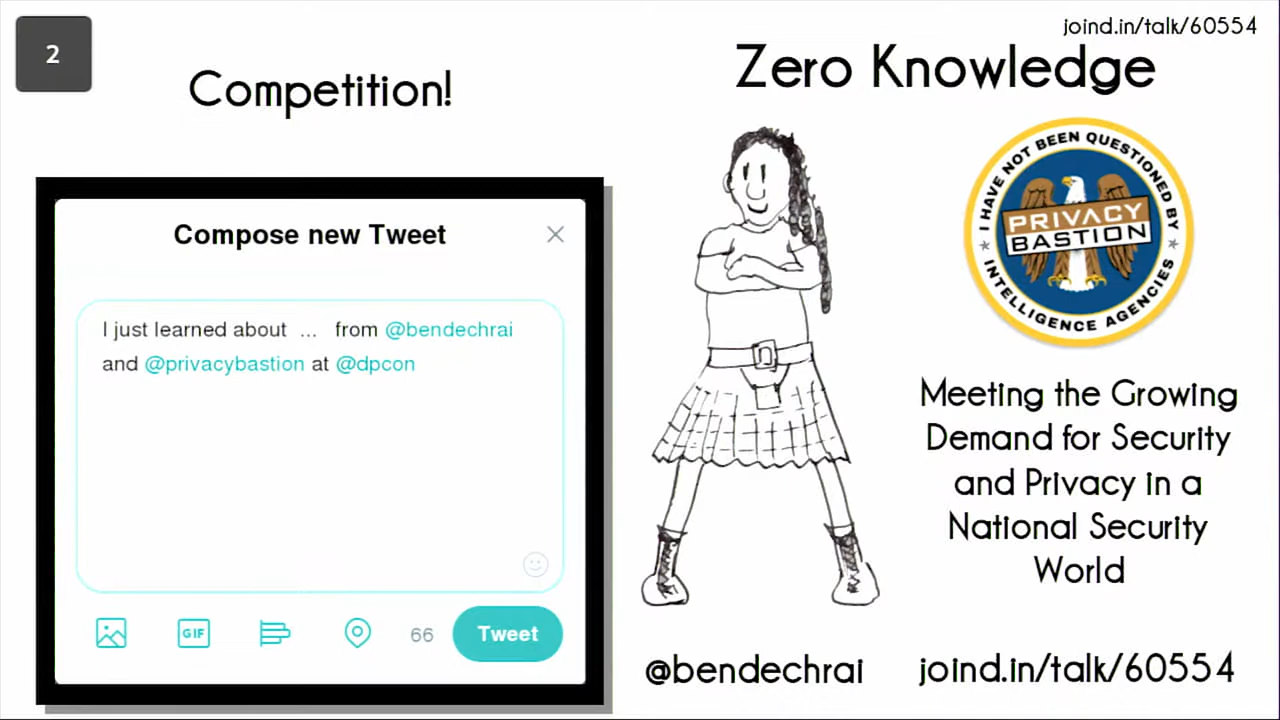 2
joind.in/talk/60554
Competition!
Zero Knowledge
Compose new Tweet
I just learned about ... from @bendechrai
and @privacybastion at @dpcon
GIF
66
Tweet
I HAVE NOT BEEN QUESTIONED BY
PRIVACY
BASTION
INTELLIGENCE AGENCIES
Meeting the Growing
Demand for Security
and Privacy in a
National Security
World
@bendechrai
joind.in/talk/60554